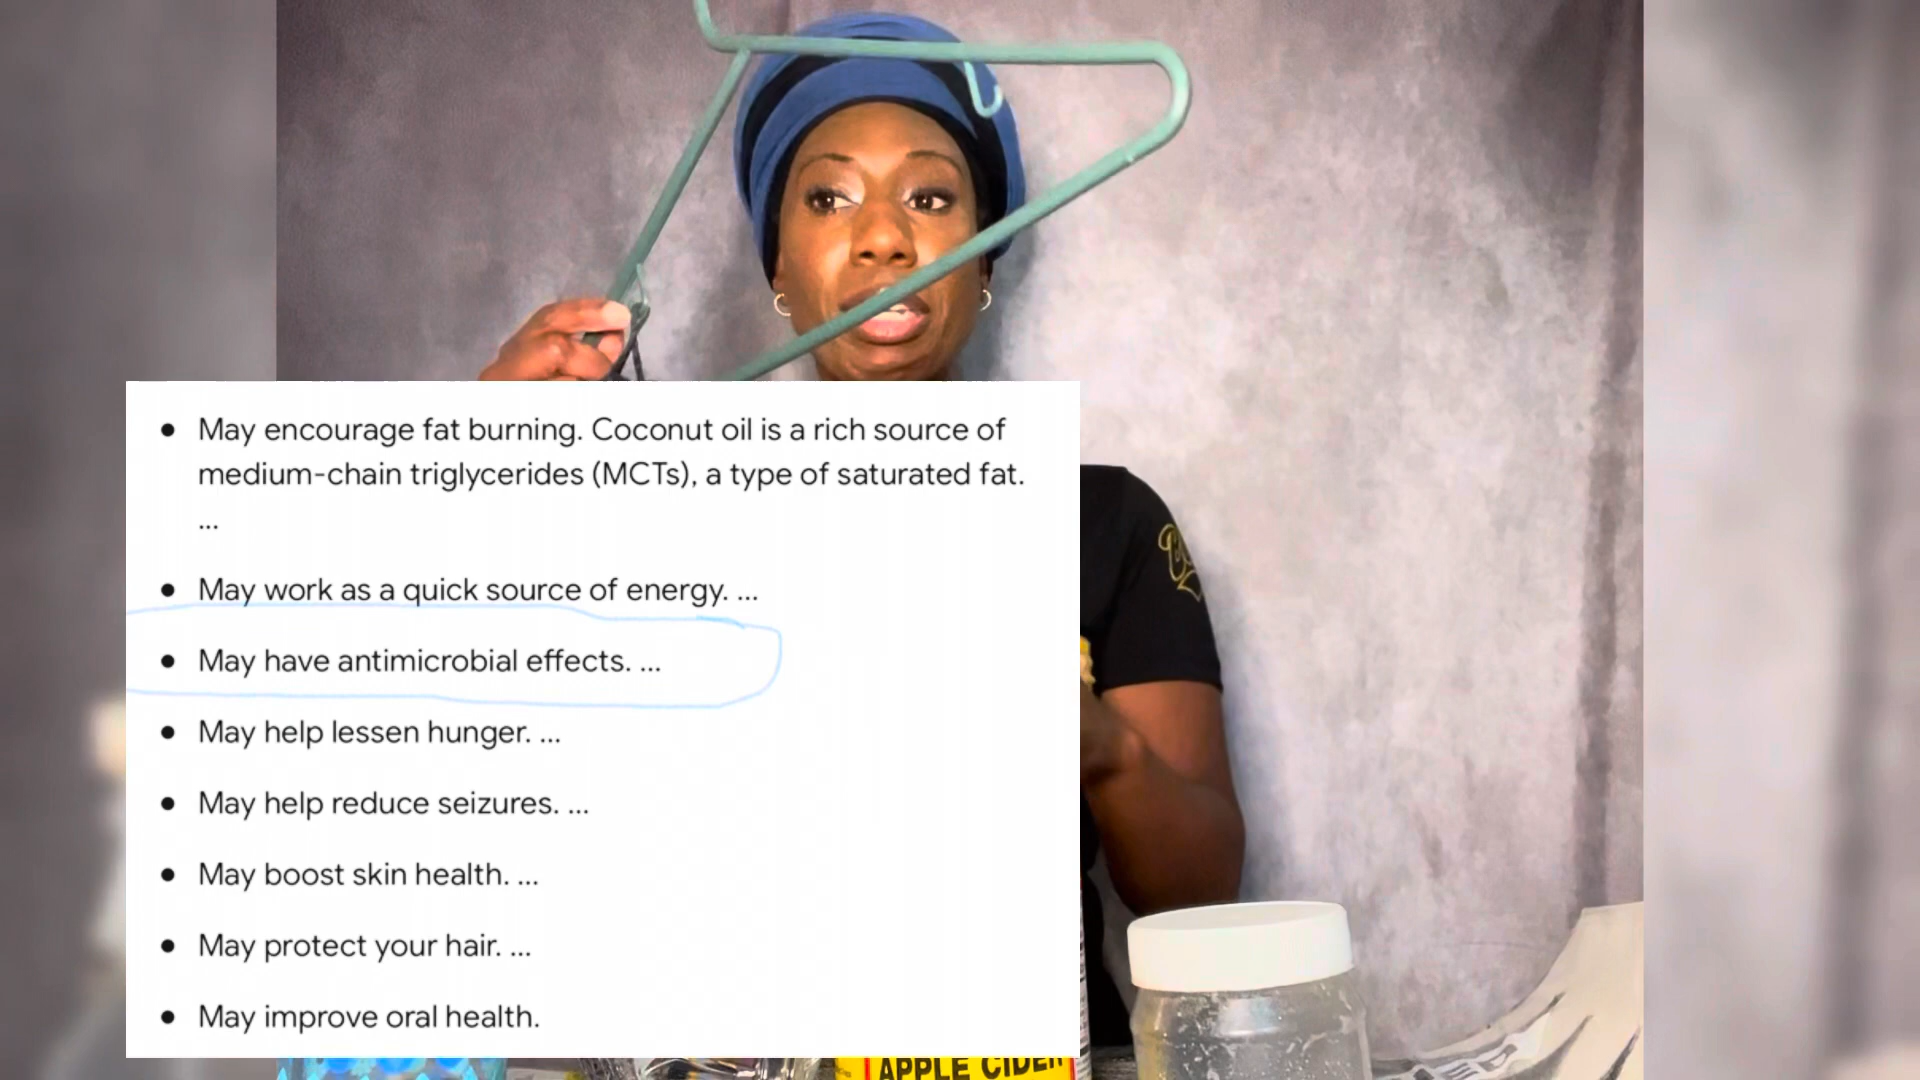 May encourage fat burning. Coconut oil is a rich source of
medium-chain triglycerides (MCTs), a type of saturated fat.
...
May work as a quick source of energy. ...
May have antimicrobial effects. ...
May help lessen hunger. ...
May help reduce seizures. ...
May boost skin health. ...
May protect your hair. ...
May improve oral health.
APPLE CIDER